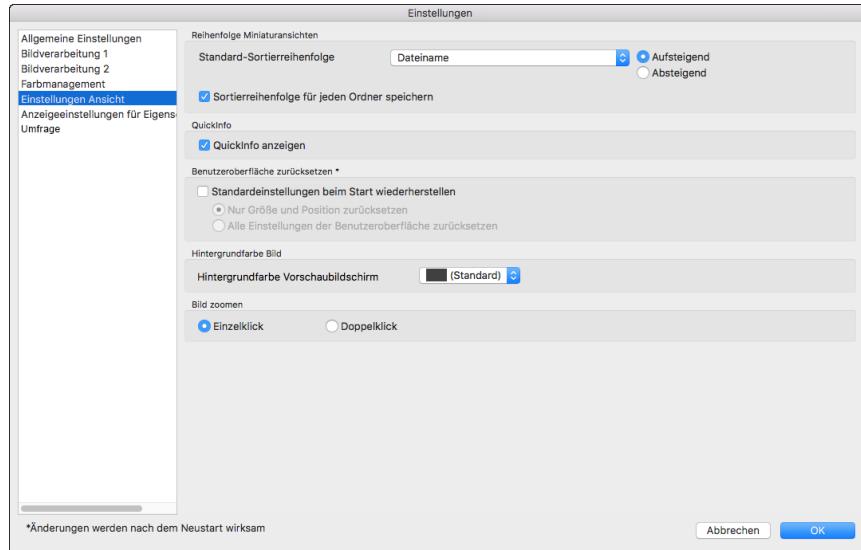 Einstellungen
Allgemeine Einstellungen
Bildverarbeitung 1
Bildverarbeitung 2
Farbmanagement
Einstellungen Ansicht
Anzeigeeinstellungen für Eigens
Umfrage
Reihenfolge Miniaturansichten
Standard-Sortierreihenfolge
Dateiname
Aufsteigend
Absteigend
Sortierreihenfolge für jeden Ordner speichern
QuickInfo
QuickInfo anzeigen
Benutzeroberfläche zurücksetzen *
Standardeinstellungen beim Start wiederherstellen
Nur Größe und Position zurücksetzen
Alle Einstellungen der Benutzeroberfläche zurücksetzen
Hintergrundfarbe Bild
Hintergrundfarbe Vorschaubildschirm
(Standard)
Bild zoomen
Einzelklick
Doppelklick
*Änderungen werden nach dem Neustart wirksam
Abbrechen
OK